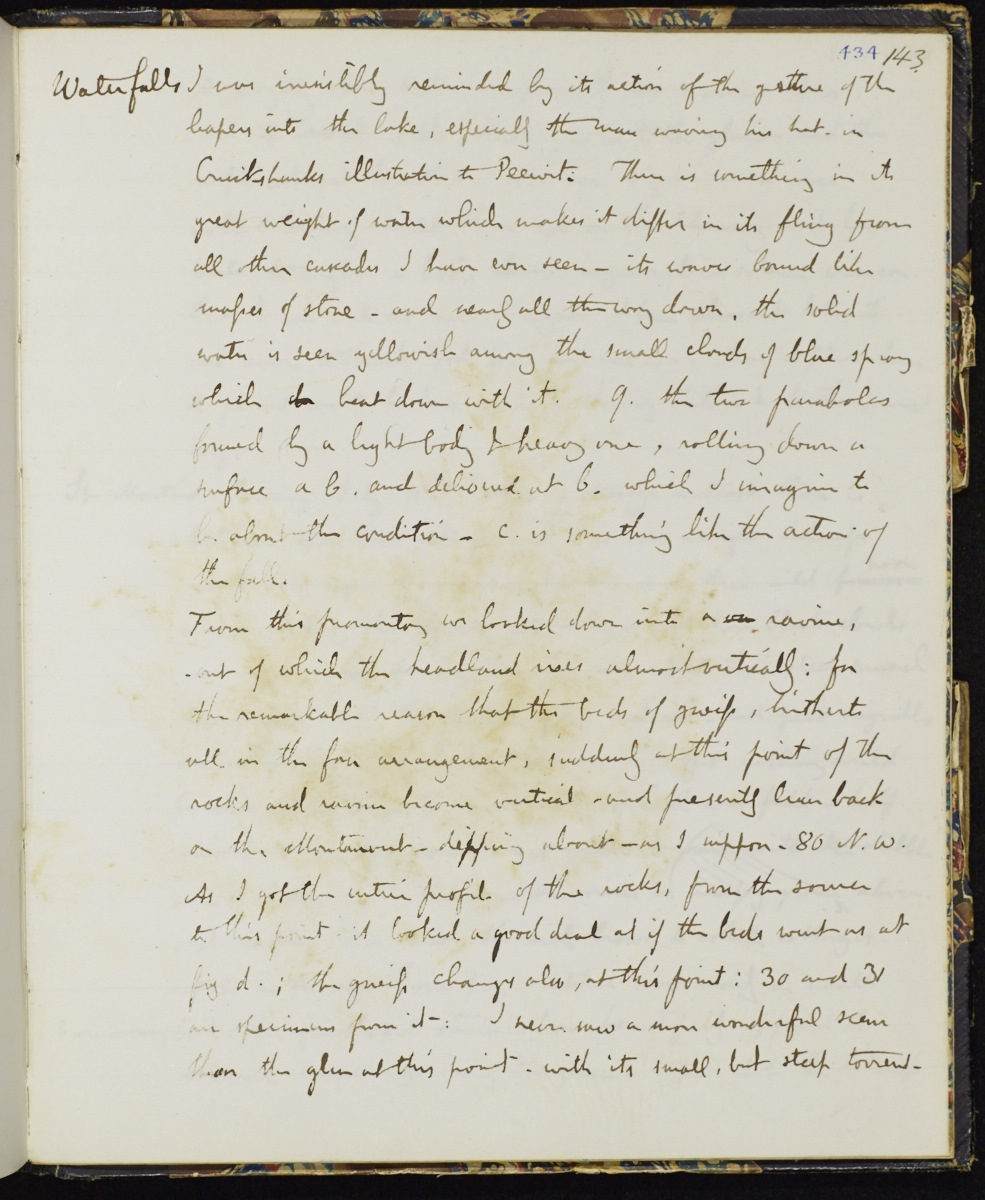 434 143
Waterfalls I was irresistibly reminded by its action of the gesture of the
leapers into the lake, especially the man waving his hat. in
Cruickshanks illustration to Peewit. There is something in its
great weight of water which makes it differ in its fling from
all other cascades I have ever seen - its waves bound like
masses of stone - and nearly all the way down, the solid
water is seen yellowish among the small clouds of blue spray
which beat down with it. 9. the two parabolas
formed by a light body & heavy one, rolling down a
surface a b. and delivered at b. which I imagine to
be about the condition - c. is something like the action of
the fall.
From this promontory we looked down into a ravine,
out of which the headland rises almost vertically: for
the remarkable reason that the beds of gneiss, hitherto
all in the fan arrangement, suddenly at this point of the
rocks and ravine become vertical - and presently lean back
on the Montanvert - dipping about - as I suppose - 80 N.W.
As I got the entire profile of the rocks, from the source
to this point it looked a good deal as if the beds went as at
fig d. ; the gneiss changes also, at this point: 30 and 31
are specimens from it: I never saw a more wonderful scene
than the glen at this point - with its small, but steep torrent -